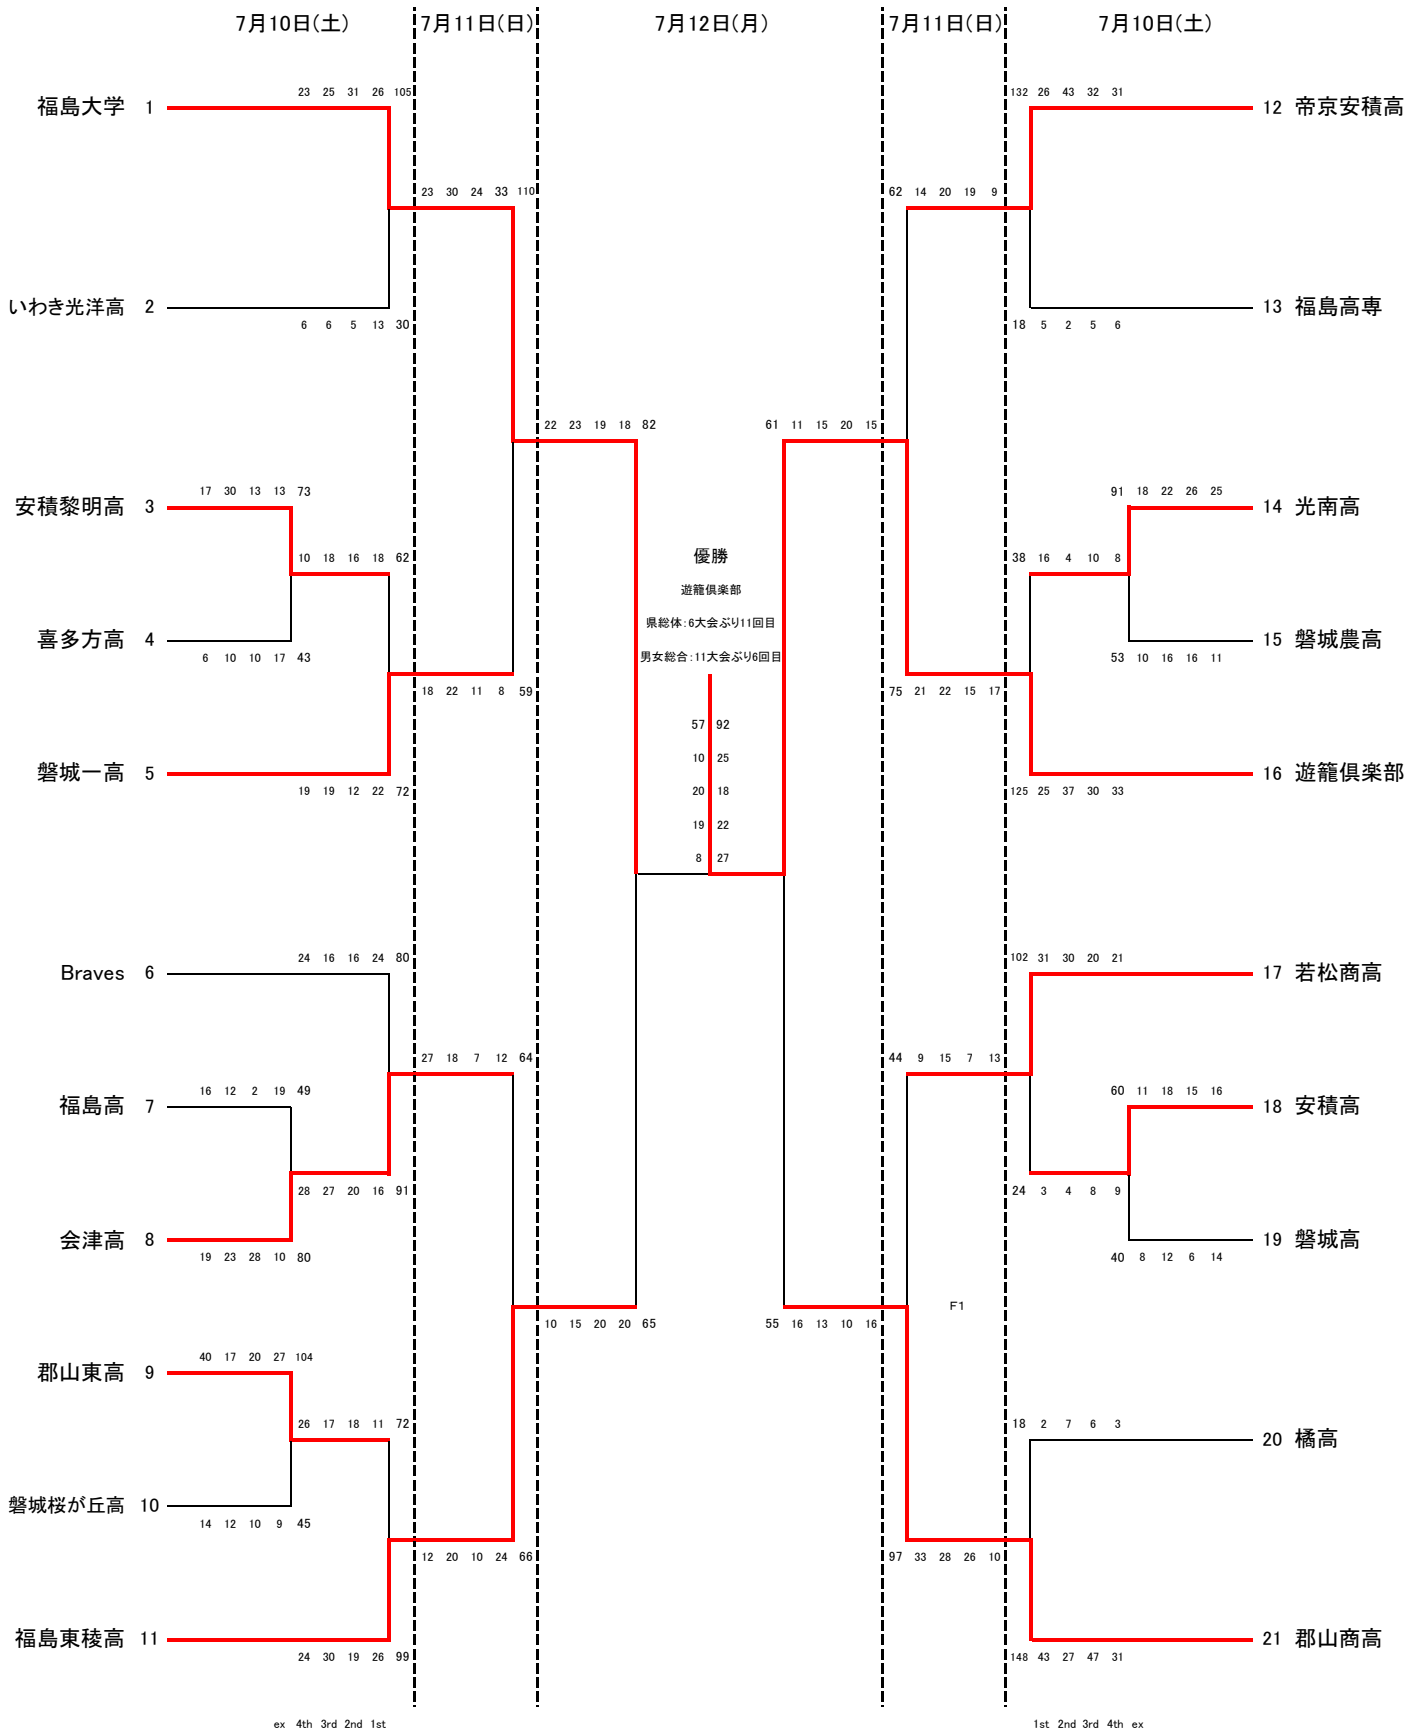 7月10日(土) 7月11日(日) 7月12日(月) 7月11日(日) 7月10日(土)
23 25 31 26 105 132 26 43 32 31
福島大学 1 12 帝京安積高
23 30 24 33 110 62 14 20 19 9
いわき光洋高 2 13 福島高専
6 6 5 13 30 18 5 2 5 6
22 23 19 18 82 61 11 15 20 15
17 30 13 13 73 91 18 22 26 25
安積黎明高 3 14 光南高
10 18 16 18 62 優勝 38 16 4 10 8
遊籠倶楽部
県総体:6大会ぶり11回目
喜多方高 4 15 磐城農高
6 10 10 17 43 男女総合:11大会ぶり6回目 53 10 16 16 11
18 22 11 8 59 75 21 22 15 17
57 92
10 25
磐城一高 5 16 遊籠倶楽部
19 19 12 22 72 20 18 125 25 37 30 33
19 22
8 27
24 16 16 24 80 102 31 30 20 21
Braves 6 17 若松商高
27 18 7 12 64 44 9 15 7 13
16 12 2 19 49 60 11 18 15 16
福島高 7 18 安積高
28 27 20 16 91 24 3 4 8 9
会津高 8 19 磐城高
19 23 28 10 80 40 8 12 6 14
F1
10 15 20 20 65 55 16 13 10 16
40 17 20 27 104
郡山東高 9
26 17 18 11 72 18 2 7 6 3
20 橘高
磐城桜が丘高 10
14 12 10 9 45
12 20 10 24 66 97 33 28 26 10
福島東稜高 11 21 郡山商高
24 30 19 26 99 148 43 27 47 31
ex 4th 3rd 2nd 1st 1st 2nd 3rd 4th ex